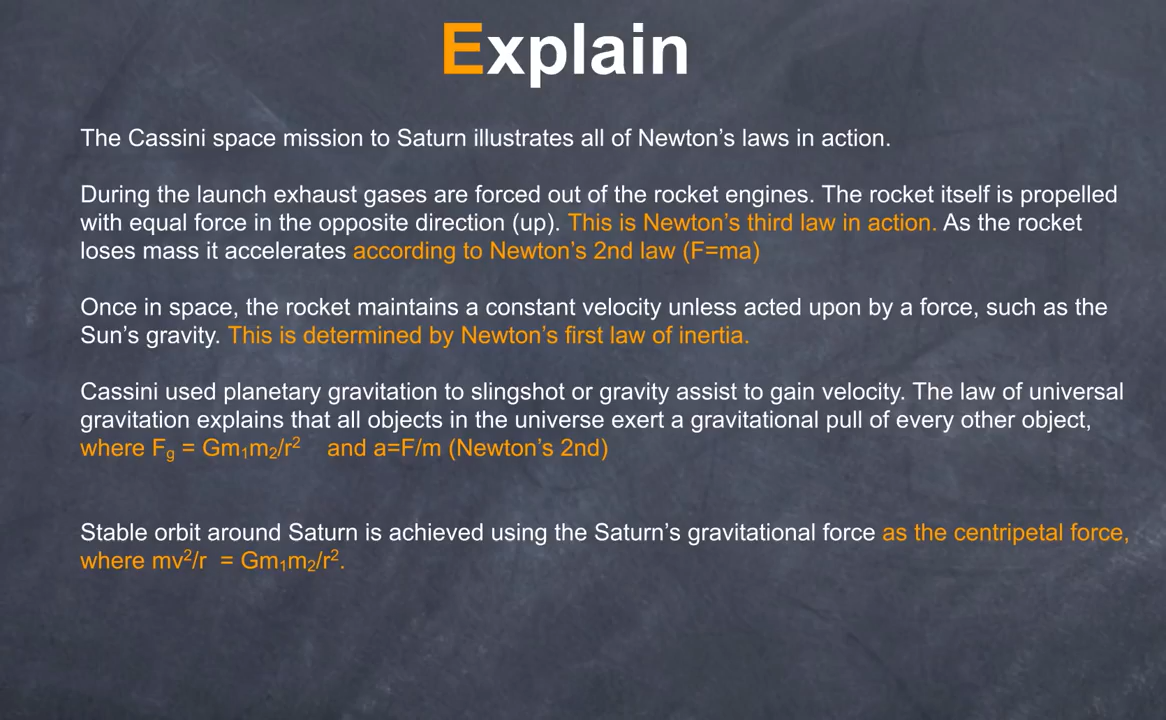 Explain
The Cassini space mission to Saturn illustrates all of Newton’s laws in action.
During the launch exhaust gases are forced out of the rocket engines. The rocket itself is propelled
with equal force in the opposite direction (up). This is Newton’s third law in action. As the rocket
loses mass it accelerates according to Newton’s 2nd law (F=ma)
Once in space, the rocket maintains a constant velocity unless acted upon by a force, such as the
Sun’s gravity. This is determined by Newton’s first law of inertia.
Cassini used planetary gravitation to slingshot or gravity assist to gain velocity. The law of universal
gravitation explains that all objects in the universe exert a gravitational pull of every other object,
where Fg = Gm₁m₂/r² and a=F/m (Newton’s 2nd)
Stable orbit around Saturn is achieved using the Saturn’s gravitational force as the centripetal force,
where mv²/r = Gm₁m₂/r².